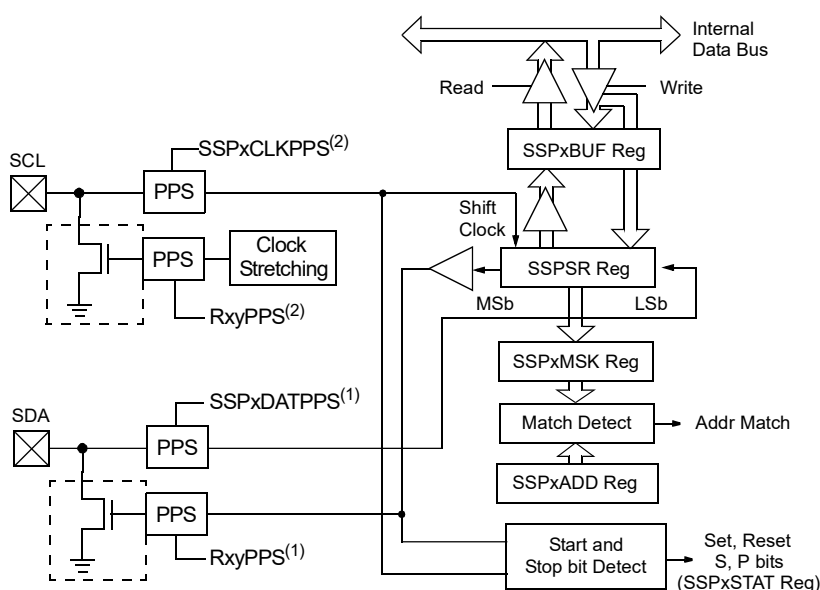 Internal
Data Bus
Read
Write
SSPxBUF Reg
SSPxCLKPPS(2)
SCL
PPS
Shift
Clock
PPS
Clock
Stretching
SSPSR Reg
MSb
LSb
RxyPPS(2)
SSPxMSK Reg
SSPxDATPPS(1)
SDA
PPS
Match Detect
Addr Match
SSPxADD Reg
PPS
RxyPPS(1)
Start and
Stop bit Detect
Set, Reset
S, P bits
(SSPxSTAT Reg)